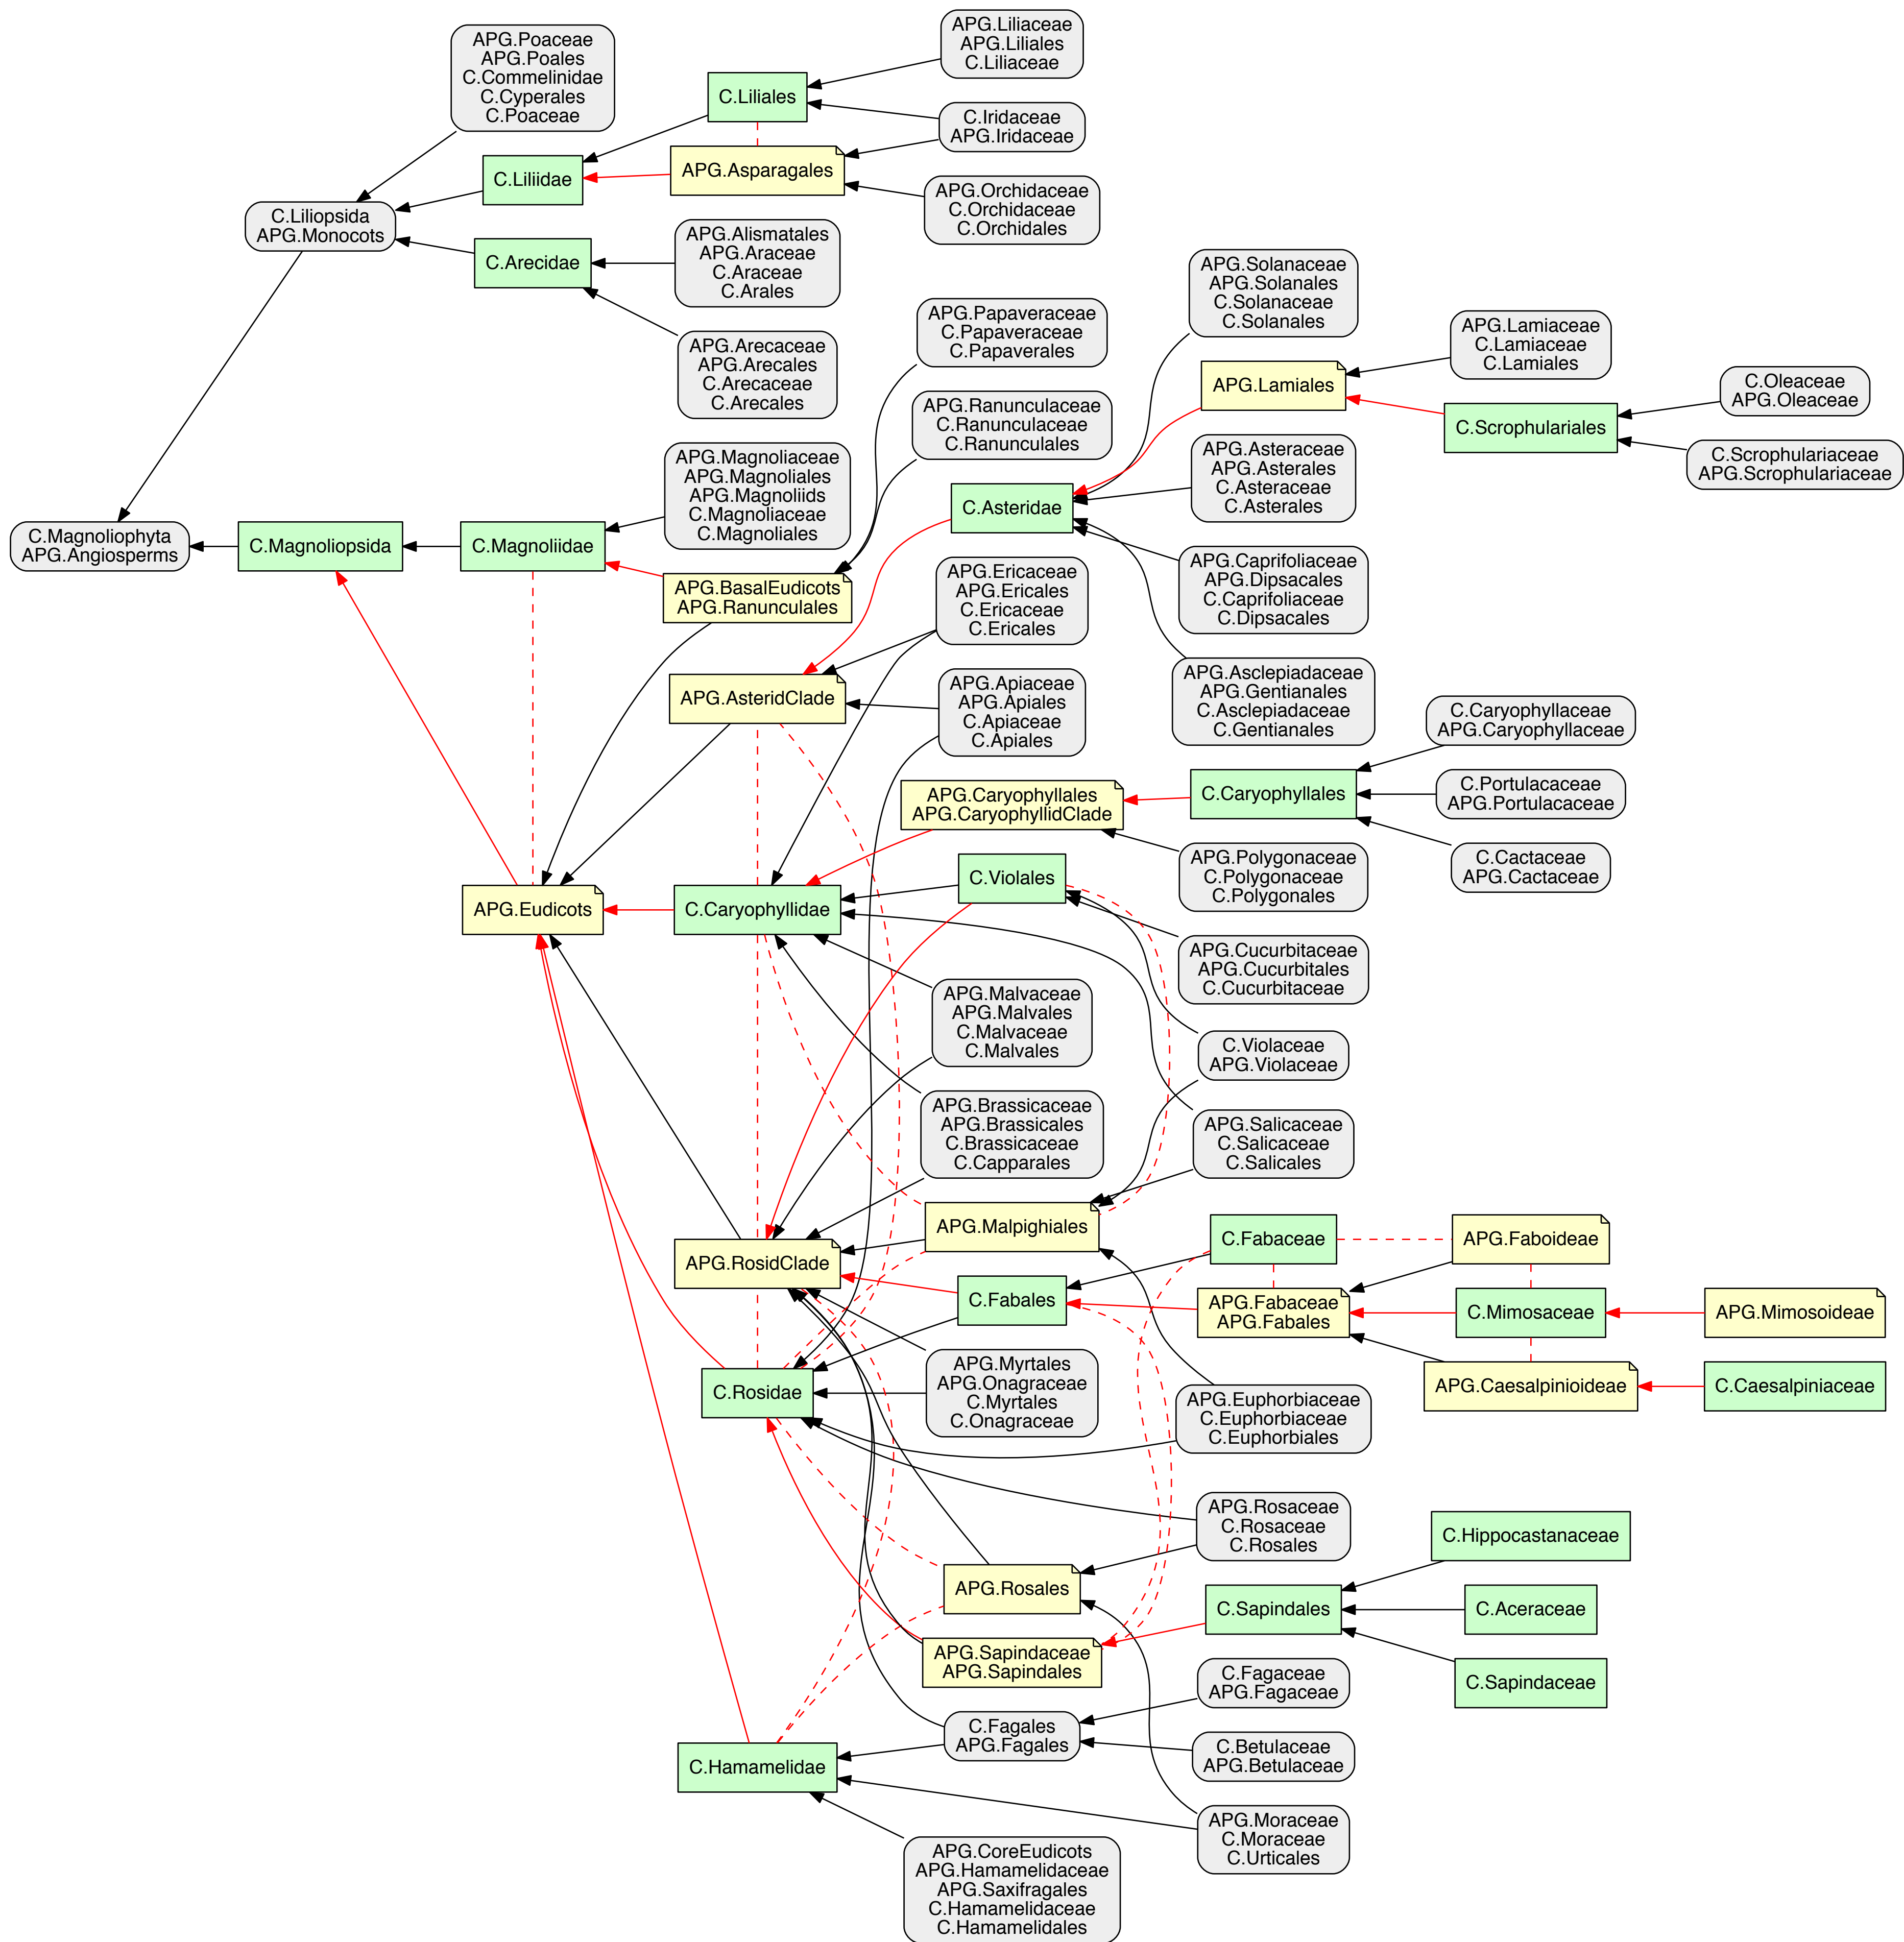 APG.Poaceae
APG.Poales
C.Commelinidae
C.Cyperales
C.Poaceae
APG.Liliaceae
APG.Liliales
C.Liliaceae
C.Liliales
C.Iridaceae
APG.Iridaceae
APG.Asparagales
C.Liliidae
APG.Orchidaceae
C.Orchidaceae
C.Orchidales
C.Liliopsida
APG.Monocots
C.Arecidae
APG.Alismatales
APG.Araceae
C.Araceae
C.Arales
APG.Arecaceae
APG.Arecales
C.Arecaceae
C.Arecales
APG.Papaveraceae
C.Papaveraceae
C.Papaverales
APG.Solanaceae
APG.Solanales
C.Solanaceae
C.Solanales
APG.Lamiaceae
C.Lamiaceae
C.Lamiales
APG.Lamiales
C.Oleaceae
APG.Oleaceae
C.Scrophulariales
C.Scrophulariaceae
APG.Scrophulariaceae
APG.Ranunculaceae
C.Ranunculaceae
C.Ranunculales
APG.Asteraceae
APG.Asterales
C.Asteraceae
C.Asterales
APG.Magnoliaceae
APG.Magnoliales
APG.Magnoliids
C.Magnoliaceae
C.Magnoliales
C.Asteridae
C.Magnoliophyta
APG.Angiosperms
C.Magnoliopsida
C.Magnoliidae
APG.BasalEudicots
APG.Ranunculales
APG.Caprifoliaceae
APG.Dipsacales
C.Caprifoliaceae
C.Dipsacales
APG.Ericaceae
APG.Ericales
C.Ericaceae
C.Ericales
APG.AsteridClade
APG.Apiaceae
APG.Apiales
C.Apiaceae
C.Apiales
APG.Asclepiadaceae
APG.Gentianales
C.Asclepiadaceae
C.Gentianales
C.Caryophyllaceae
APG.Caryophyllaceae
APG.Caryophyllales
APG.CaryophyllidClade
C.Caryophyllales
C.Portulacaceae
APG.Portulacaceae
C.Cactaceae
APG.Cactaceae
APG.Polygonaceae
C.Polygonaceae
C.Polygonales
C.Violales
APG.Eudicots
C.Caryophyllidae
APG.Cucurbitaceae
APG.Cucurbitales
C.Cucurbitaceae
APG.Malvaceae
APG.Malvales
C.Malvaceae
C.Malvales
C.Violaceae
APG.Violaceae
APG.Brassicaceae
APG.Brassicales
C.Brassicaceae
C.Capparales
APG.Salicaceae
C.Salicaceae
C.Salicales
APG.Malpighiales
APG.RosidClade
C.Fabaceae
APG.Faboideae
C.Fabales
APG.Fabaceae
APG.Fabales
C.Mimosaceae
APG.Mimosoideae
C.Rosidae
APG.Myrtales
APG.Onagraceae
C.Myrtales
C.Onagraceae
APG.Caesalpinioideae
C.Caesalpiniaceae
APG.Euphorbiaceae
C.Euphorbiaceae
C.Euphorbiales
APG.Rosaceae
C.Rosaceae
C.Rosales
C.Hippocastanaceae
APG.Rosales
C.Sapindales
C.Aceraceae
APG.Sapindaceae
APG.Sapindales
C.Sapindaceae
C.Fagaceae
APG.Fagaceae
C.Fagales
APG.Fagales
C.Betulaceae
APG.Betulaceae
C.Hamamelidae
APG.Moraceae
C.Moraceae
C.Urticales
APG.CoreEudicots
APG.Hamamelidaceae
APG.Saxifragales
C.Hamamelidaceae
C.Hamamelidales